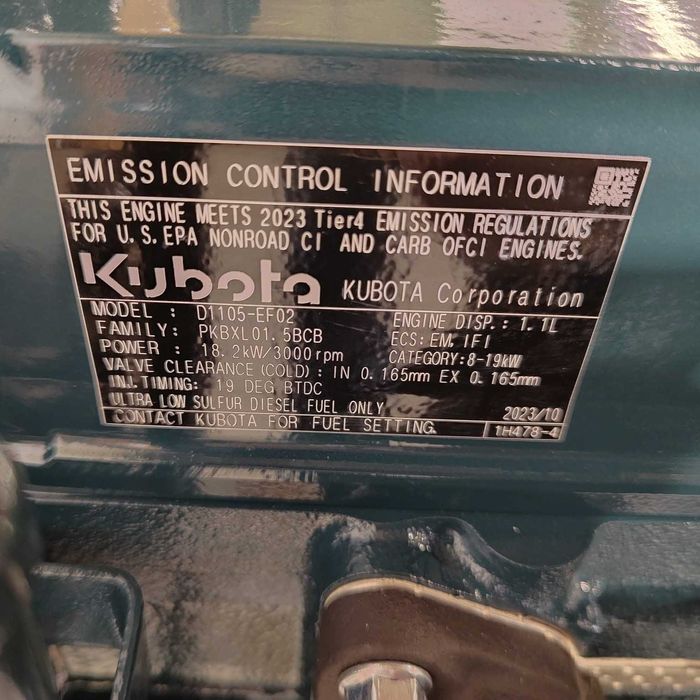 EMISSION CONTROL INFORMATION
THIS ENGINE MEETS 2023 Tier4 EMISSION REGULATIONS
FOR U.S.EPA NONROAD CI AND CARB OFCI ENGINES.
Kubota KUBOTA Corporation
MODEL : D1105-EF02 ENGINE DISP.: 1.1L
FAMILY: PKBXL01.5BCB ECS: EM, IFI
POWER : 18.2kW/3000rpm CATEGORY:8-19kW
VALVE CLEARANCE (COLD) : IN 0.165mm EX 0.165mm
INJ.TIMING: 19 DEG BTDC
ULTRA LOW SULFUR DIESEL FUEL ONLY 2023/10
CONTACT KUBOTA FOR FUEL SETTING. 1H478-4